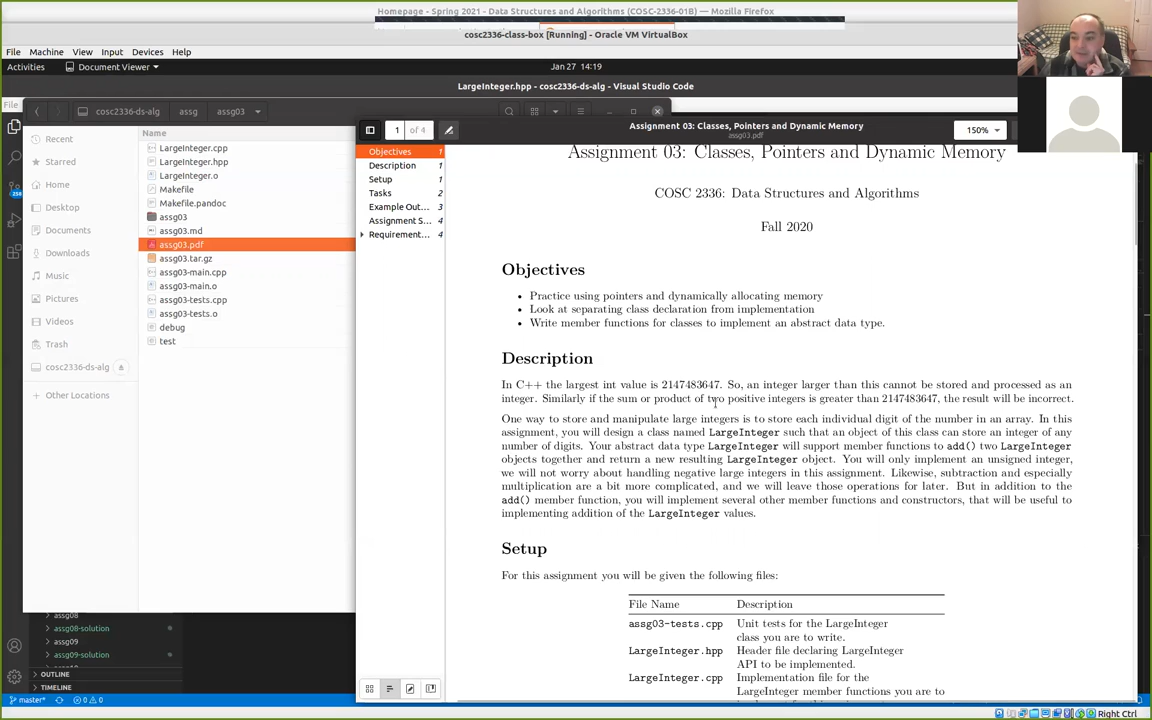 Homepage - Spring 2021 - Data Structures and Algorithms (COSC-2336-01B) — Mozilla Firefox
cosc2336-class-box [Running] - Oracle VM VirtualBox
File Machine View Input Devices Help
Activities Document Viewer Jan 27 14:19
LargeInteger.hpp - cosc2336-ds-alg - Visual Studio Code
File
cosc2336-ds-alg assg assg03
Recent
Starred
Home
Desktop
Documents
Downloads
Music
Pictures
Videos
Trash
cosc2336-ds-alg
+ Other Locations
Name
LargeInteger.cpp
LargeInteger.hpp
LargeInteger.o
Makefile
Makefile.pandoc
assg03
assg03.md
assg03.pdf
assg03.tar.gz
assg03-main.cpp
assg03-main.o
assg03-tests.cpp
assg03-tests.o
debug
test
1 of 4
Assignment 03: Classes, Pointers and Dynamic Memory
assg03.pdf
150%
Objectives 1
Description 1
Setup 1
Tasks 2
Example Out... 3
Assignment S... 4
Requirement... 4
Assignment 03: Classes, Pointers and Dynamic Memory
COSC 2336: Data Structures and Algorithms
Fall 2020
Objectives
• Practice using pointers and dynamically allocating memory
• Look at separating class declaration from implementation
• Write member functions for classes to implement an abstract data type.
Description
In C++ the largest int value is 2147483647. So, an integer larger than this cannot be stored and processed as an
integer. Similarly if the sum or product of two positive integers is greater than 2147483647, the result will be incorrect.
One way to store and manipulate large integers is to store each individual digit of the number in an array. In this
assignment, you will design a class named LargeInteger such that an object of this class can store an integer of any
number of digits. Your abstract data type LargeInteger will support member functions to add() two LargeInteger
objects together and return a new resulting LargeInteger object. You will only implement an unsigned integer,
we will not worry about handling negative large integers in this assignment. Likewise, subtraction and especially
multiplication are a bit more complicated, and we will leave those operations for later. But in addition to the
add() member function, you will implement several other member functions and constructors, that will be useful to
implementing addition of the LargeInteger values.
Setup
For this assignment you will be given the following files:
File Name Description
assg03-tests.cpp Unit tests for the LargeInteger
class you are to write.
LargeInteger.hpp Header file declaring LargeInteger
API to be implemented.
LargeInteger.cpp Implementation file for the
LargeInteger member functions you are to
assg08
assg08-solution
assg09
assg09-solution
OUTLINE
TIMELINE
master* 0 0
Right Ctrl